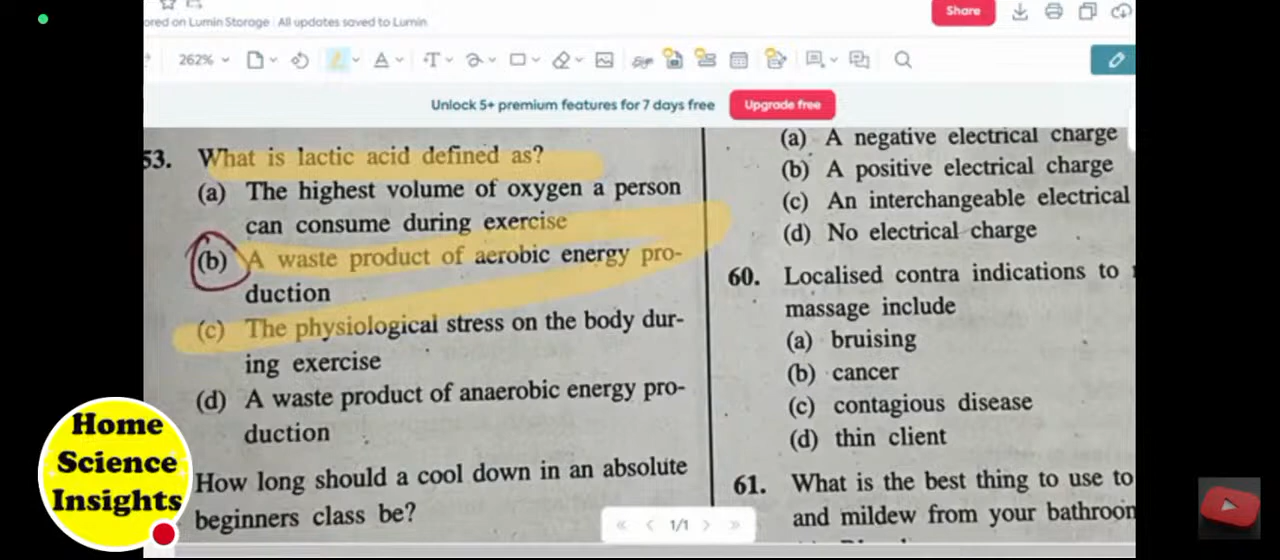 ored on Lumin Storage All updates saved to Lumin
Share
262%
T
Unlock 5+ premium features for 7 days free
Upgrade free
53. What is lactic acid defined as?
(a) The highest volume of oxygen a person
can consume during exercise
(b) A waste product of aerobic energy pro-
duction
(c) The physiological stress on the body dur-
ing exercise
(d) A waste product of anaerobic energy pro-
duction
How long should a cool down in an absolute
beginners class be?
(a) A negative electrical charge
(b) A positive electrical charge
(c) An interchangeable electrical
(d) No electrical charge
60. Localised contra indications to
massage include
(a) bruising
(b) cancer
(c) contagious disease
(d) thin client
61. What is the best thing to use to
and mildew from your bathroom
1/1
Home
Science
Insights